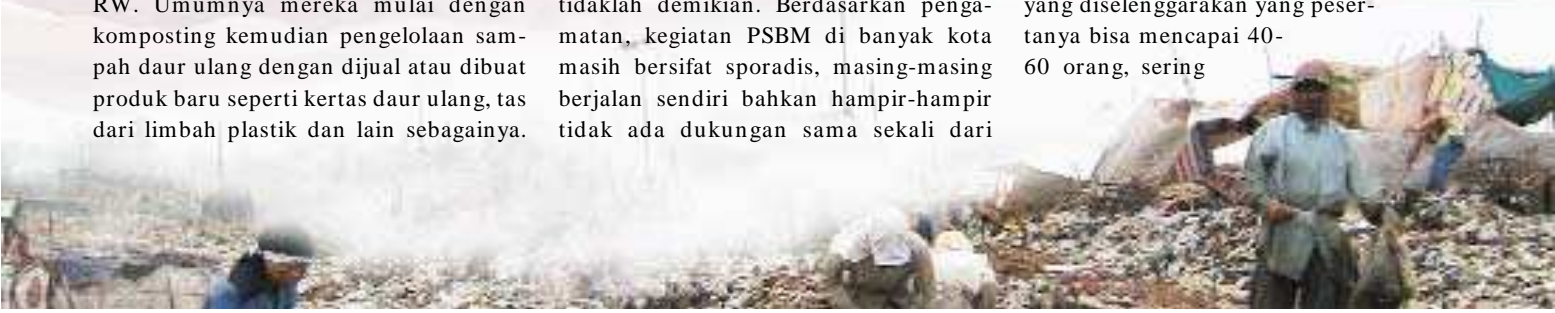 RW. Umumnya mereka mulai dengan
komposting kemudian pengelolaan sam-
pah daur ulang dengan dijual atau dibuat
produk baru seperti kertas daur ulang, tas
dari limbah plastik dan lain sebagainya.
tidaklah demikian. Berdasarkan penga-
matan, kegiatan PSBM di banyak kota
masih bersifat sporadis, masing-masing
berjalan sendiri bahkan hampir-hampir
tidak ada dukungan sama sekali dari
yang diselenggarakan yang peser-
tanya bisa mencapai 40-
60 orang, sering